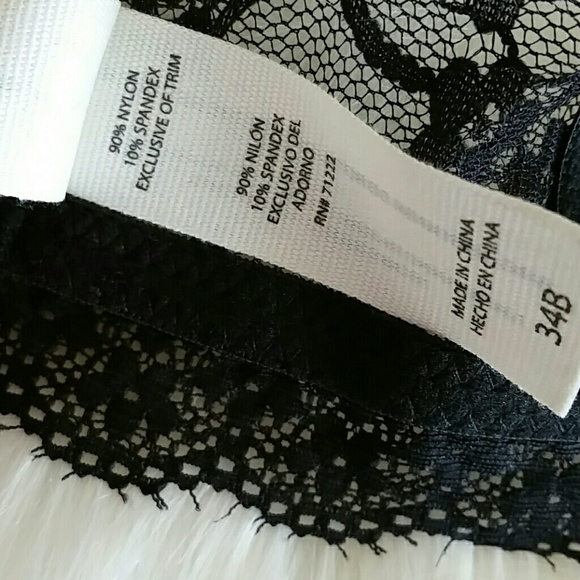 90% NYLON
10% SPANDEX
EXCLUSIVE OF TRIM
90% NILON
10% SPANDEX
EXCLUSIVO DEL
ADORNO
RN# 71222
MADE IN CHINA
HECHO EN CHINA
34B